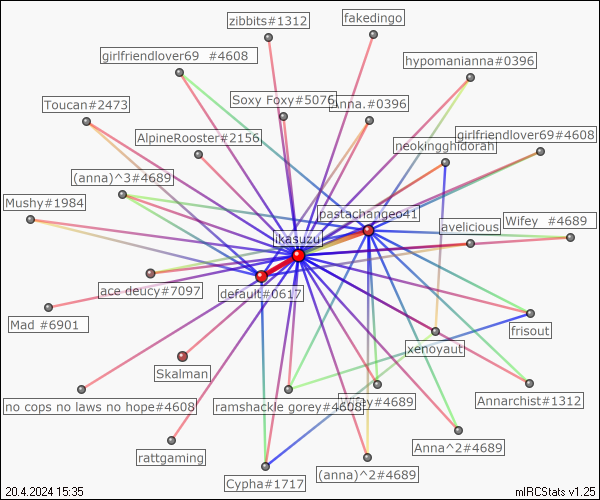 zibbits#1312
fakedingo
girlfriendlover69 #4608
hypomanianna#0396
Toucan#2473
Soxy Foxy#5076
Anna.#0396
girlfriendlover69#4608
AlpineRooster#2156
neokingghidorah
(anna)^3#4689
Mushy#1984
pastachangeo41
avelicious
Wifey #4689
ikasuzu
acc deucy#7097
default#0617
Mad #6901
frisout
xenoyaut
Skalman
no cops no laws no hope#4608
ramshackle gorey#4608
Wifey#4689
Annarchist#1312
rattgaming
Anna^2#4689
Cypha#1717
(anna)^2#4689
20.4.2024 15:35
mIRCStats v1.25